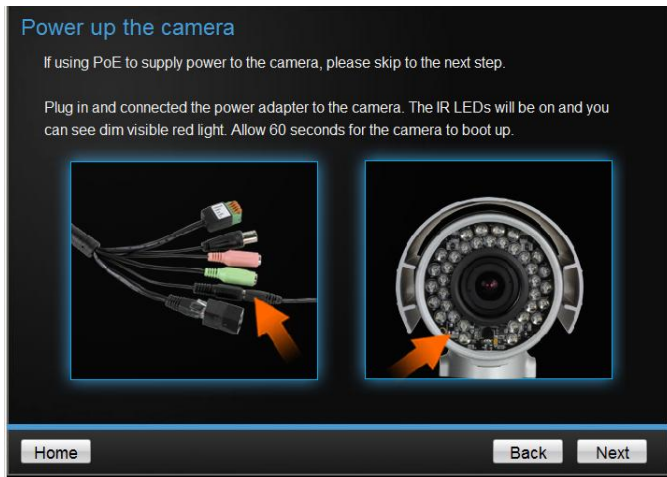 Power up the camera
If using PoE to supply power to the camera, please skip to the next step.
Plug in and connected the power adapter to the camera. The IR LEDs will be on and you
can see dim visible red light. Allow 60 seconds for the camera to boot up.
Home
Back
Next